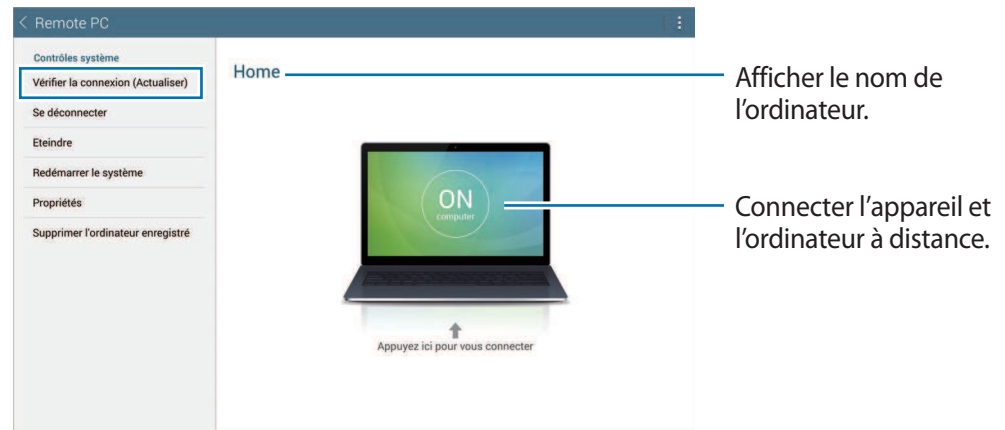 Remote PC
Contrôles système
Vérifier la connexion (Actualiser)
Se déconnecter
Eteindre
Redémarrer le système
Propriétés
Supprimer l'ordinateur enregistré
Home
ON
computer
Appuyez ici pour vous connecter
Afficher le nom de
l’ordinateur.
Connecter l’appareil et
l’ordinateur à distance.